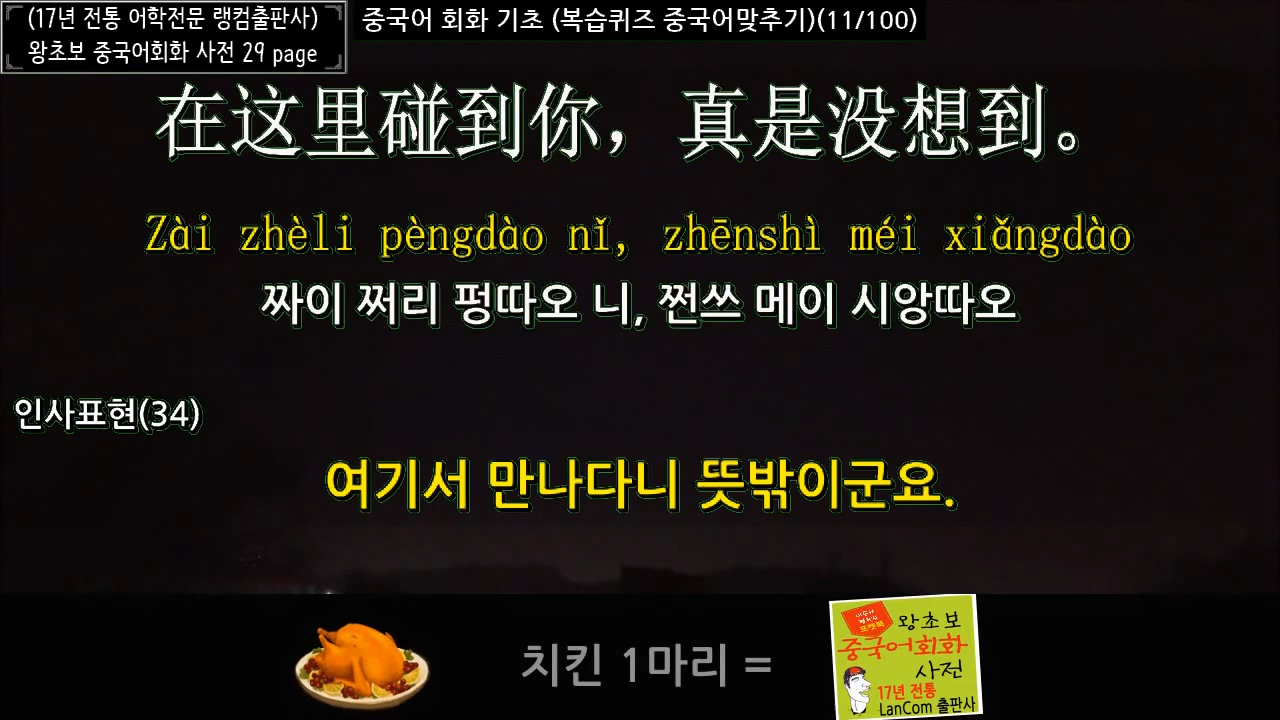 (17년 전통 어학전문 랭컴출판사)
왕초보 중국어회화 사전 29 page
중국어 회화 기초 (복습퀴즈 중국어맞추기)(11/100)
在这里碰到你，真是没想到。
Zài zhèli pèngdào nǐ, zhēnshì méi xiǎngdào
짜이 쩌리 펑따오 니, 쩐쓰 메이 시앙따오
인사표현(34)
여기서 만나다니 뜻밖이군요.
치킨 1마리 =
왕초보
중국어회화
사전
17년 전통
LanCom 출판사